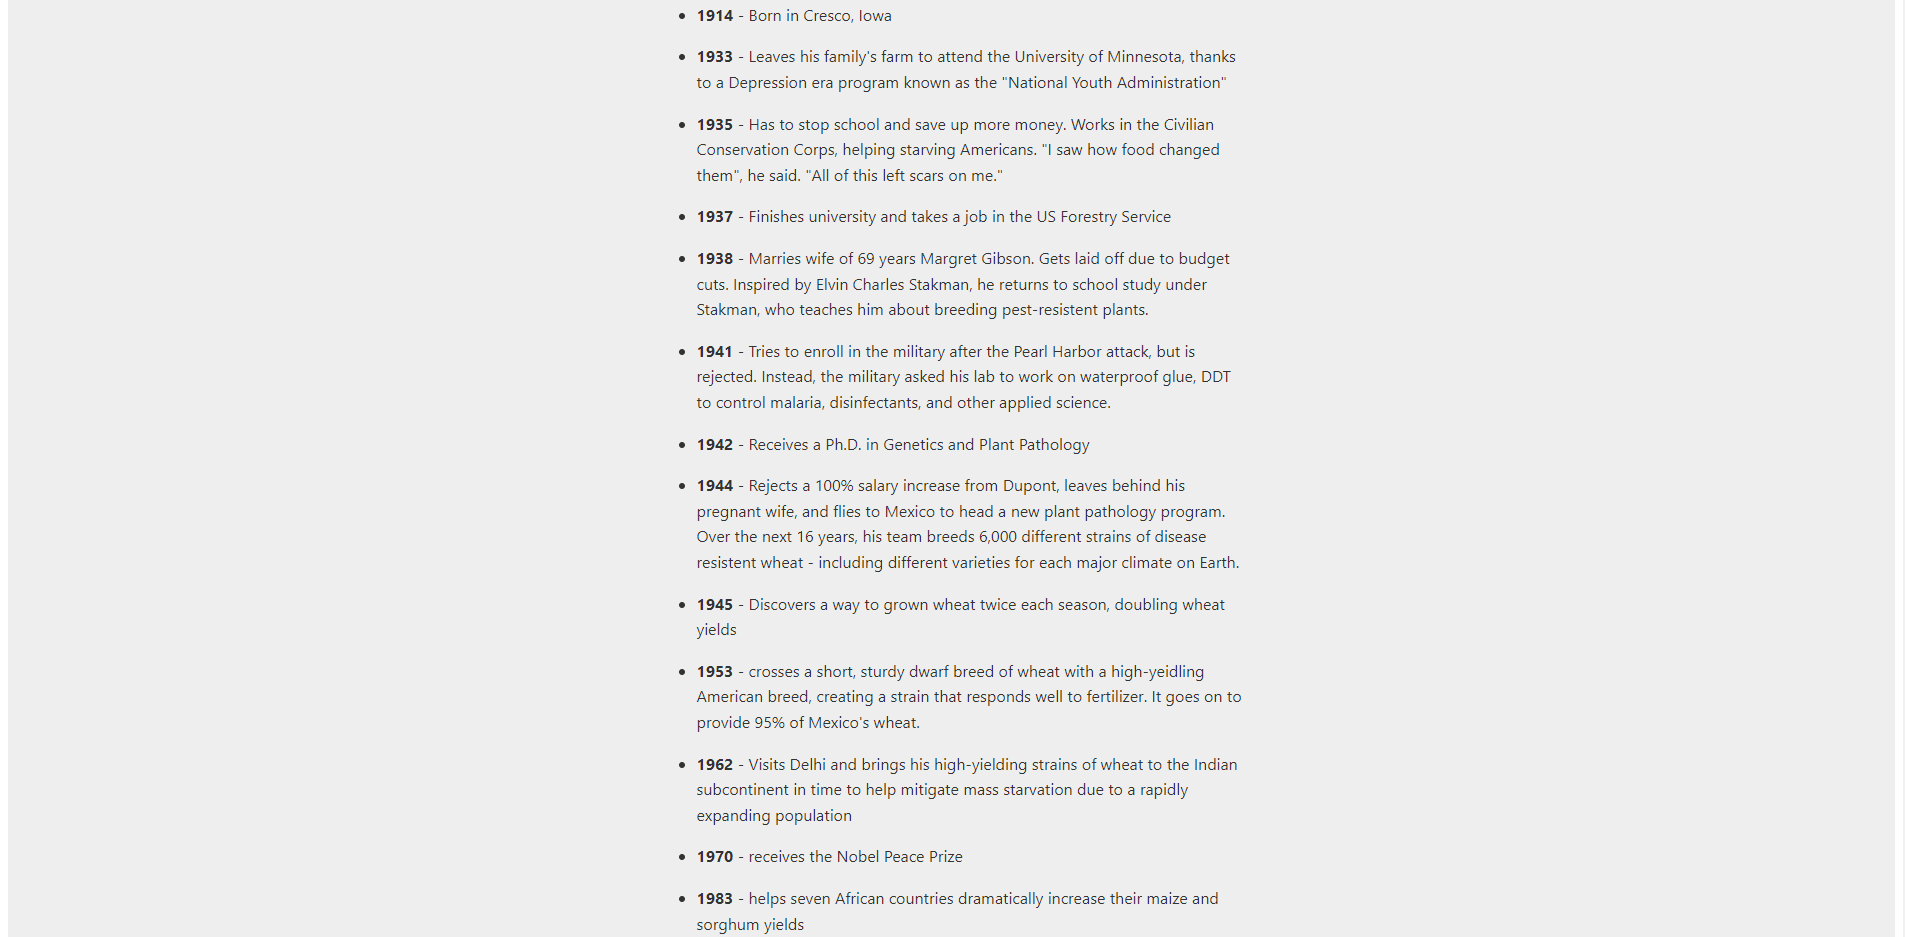 1914 - Born in Cresco, Iowa
1933 - Leaves his family's farm to attend the University of Minnesota, thanks
to a Depression era program known as the "National Youth Administration"
1935 - Has to stop school and save up more money. Works in the Civilian
Conservation Corps, helping starving Americans. "I saw how food changed
them", he said. "All of this left scars on me."
1937 - Finishes university and takes a job in the US Forestry Service
1938 - Marries wife of 69 years Margret Gibson. Gets laid off due to budget
cuts. Inspired by Elvin Charles Stakman, he returns to school study under
Stakman, who teaches him about breeding pest-resistent plants.
1941 - Tries to enroll in the military after the Pearl Harbor attack, but is
rejected. Instead, the military asked his lab to work on waterproof glue, DDT
to control malaria, disinfectants, and other applied science.
1942 - Receives a Ph.D. in Genetics and Plant Pathology
1944 - Rejects a 100% salary increase from Dupont, leaves behind his
pregnant wife, and flies to Mexico to head a new plant pathology program.
Over the next 16 years, his team breeds 6,000 different strains of disease
resistent wheat - including different varieties for each major climate on Earth.
1945 - Discovers a way to grown wheat twice each season, doubling wheat
yields
1953 - crosses a short, sturdy dwarf breed of wheat with a high-yeidling
American breed, creating a strain that responds well to fertilizer. It goes on to
provide 95% of Mexico's wheat.
1962 - Visits Delhi and brings his high-yielding strains of wheat to the Indian
subcontinent in time to help mitigate mass starvation due to a rapidly
expanding population
1970 - receives the Nobel Peace Prize
1983 - helps seven African countries dramatically increase their maize and
sorghum yields